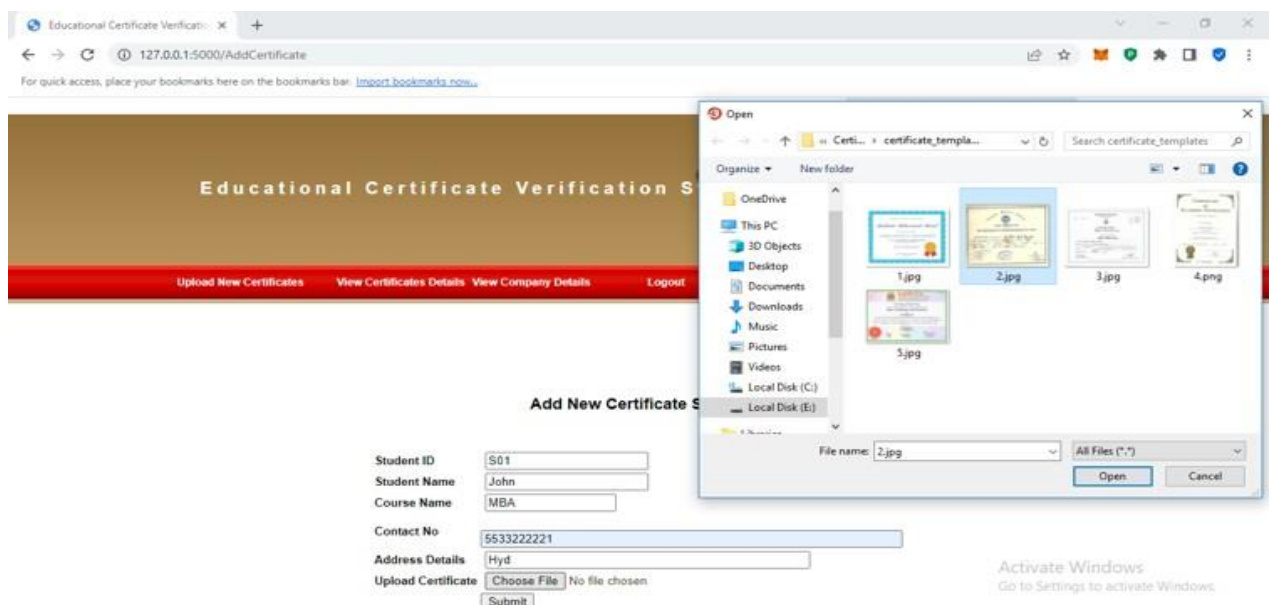 Educational Certificate Verificatio
127.0.0.1:5000/AddCertificate
For quick access, place your bookmarks here on the bookmarks bar. Import bookmarks now...
Educational Certificate Verification S
Upload New Certificates View Certificates Details View Company Details Logout
Add New Certificate S
Student ID S01
Student Name John
Course Name MBA
Contact No 5533222221
Address Details Hyd
Upload Certificate Choose File No file chosen
Submit
Open
« Certi... › certificate_templa... Search certificate_templates
Organize New folder
OneDrive
This PC
3D Objects
Desktop
Documents
Downloads
Music
Pictures
Videos
Local Disk (C:)
Local Disk (E:)
1.jpg 2.jpg 3.jpg 4.png
5.jpg
File name: 2.jpg All Files (*.*)
Open Cancel
Activate Windows
Go to Settings to activate Windows.